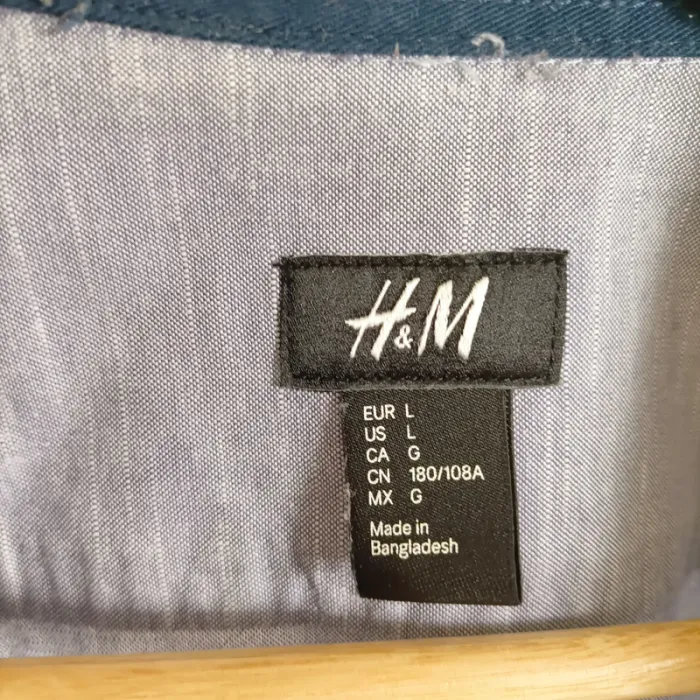 H&M
EUR L
US L
CA G
CN 180/108A
MX G
Made in
Bangladesh